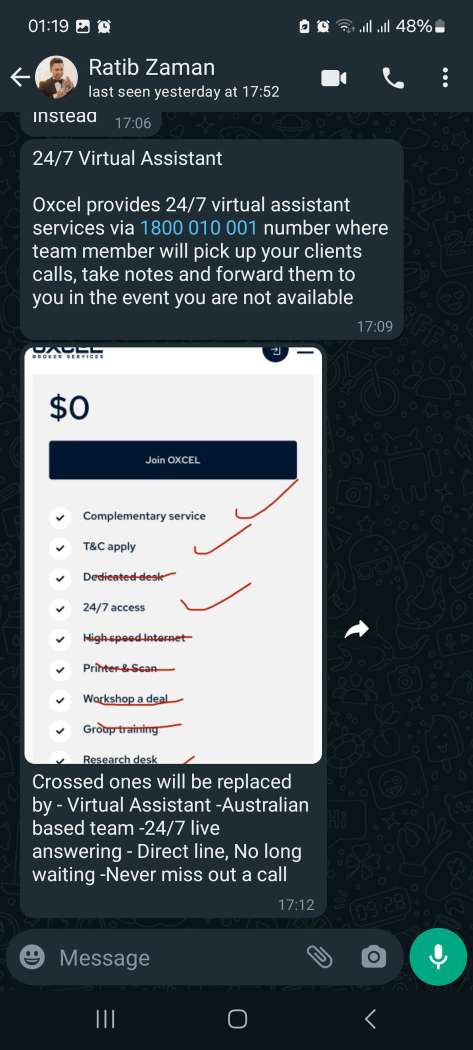 01:19
48%
Ratib Zaman
last seen yesterday at 17:52
Instead 17:06
24/7 Virtual Assistant
Oxcel provides 24/7 virtual assistant
services via 1800 010 001 number where
team member will pick up your clients
calls, take notes and forward them to
you in the event you are not available
17:09
OXCEL
BROKER SERVICES
$0
Join OXCEL
Complementary service
T&C apply
Dedicated desk
24/7 access
High speed Internet
Printer & Scan
Workshop a deal
Group training
Research desk
Crossed ones will be replaced
by - Virtual Assistant -Australian
based team -24/7 live
answering - Direct line, No long
waiting -Never miss out a call
17:12
Message